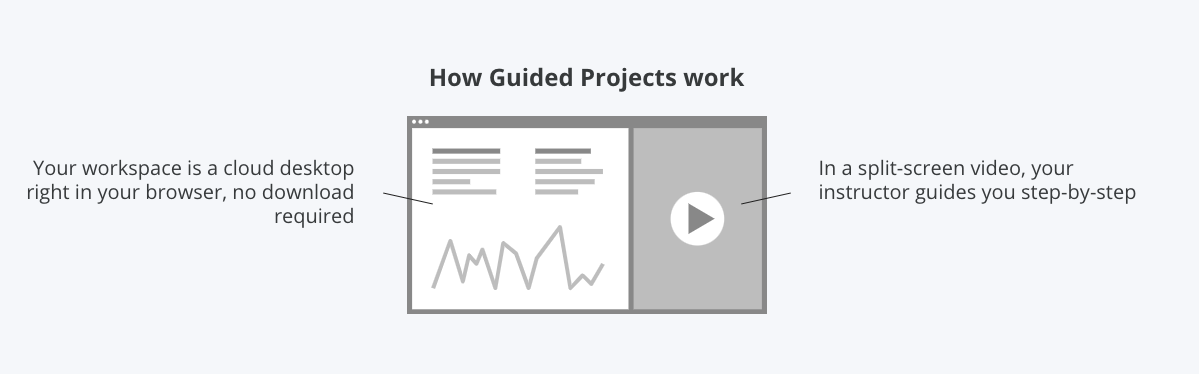 How Guided Projects work
Your workspace is a cloud desktop
right in your browser, no download
required
In a split-screen video, your
instructor guides you step-by-step